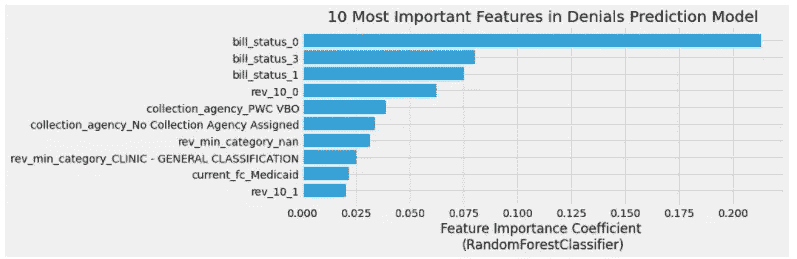 10 Most Important Features in Denials Prediction Model
bill_status_0
bill_status_3
bill_status_1
rev_10_0
collection_agency_PWC VBO
collection_agency_No Collection Agency Assigned
rev_min_category_nan
rev_min_category_CLINIC - GENERAL CLASSIFICATION
current_fc_Medicaid
rev_10_1
0.000 0.025 0.050 0.075 0.100 0.125 0.150 0.175 0.200
Feature Importance Coefficient
(RandomForestClassifier)